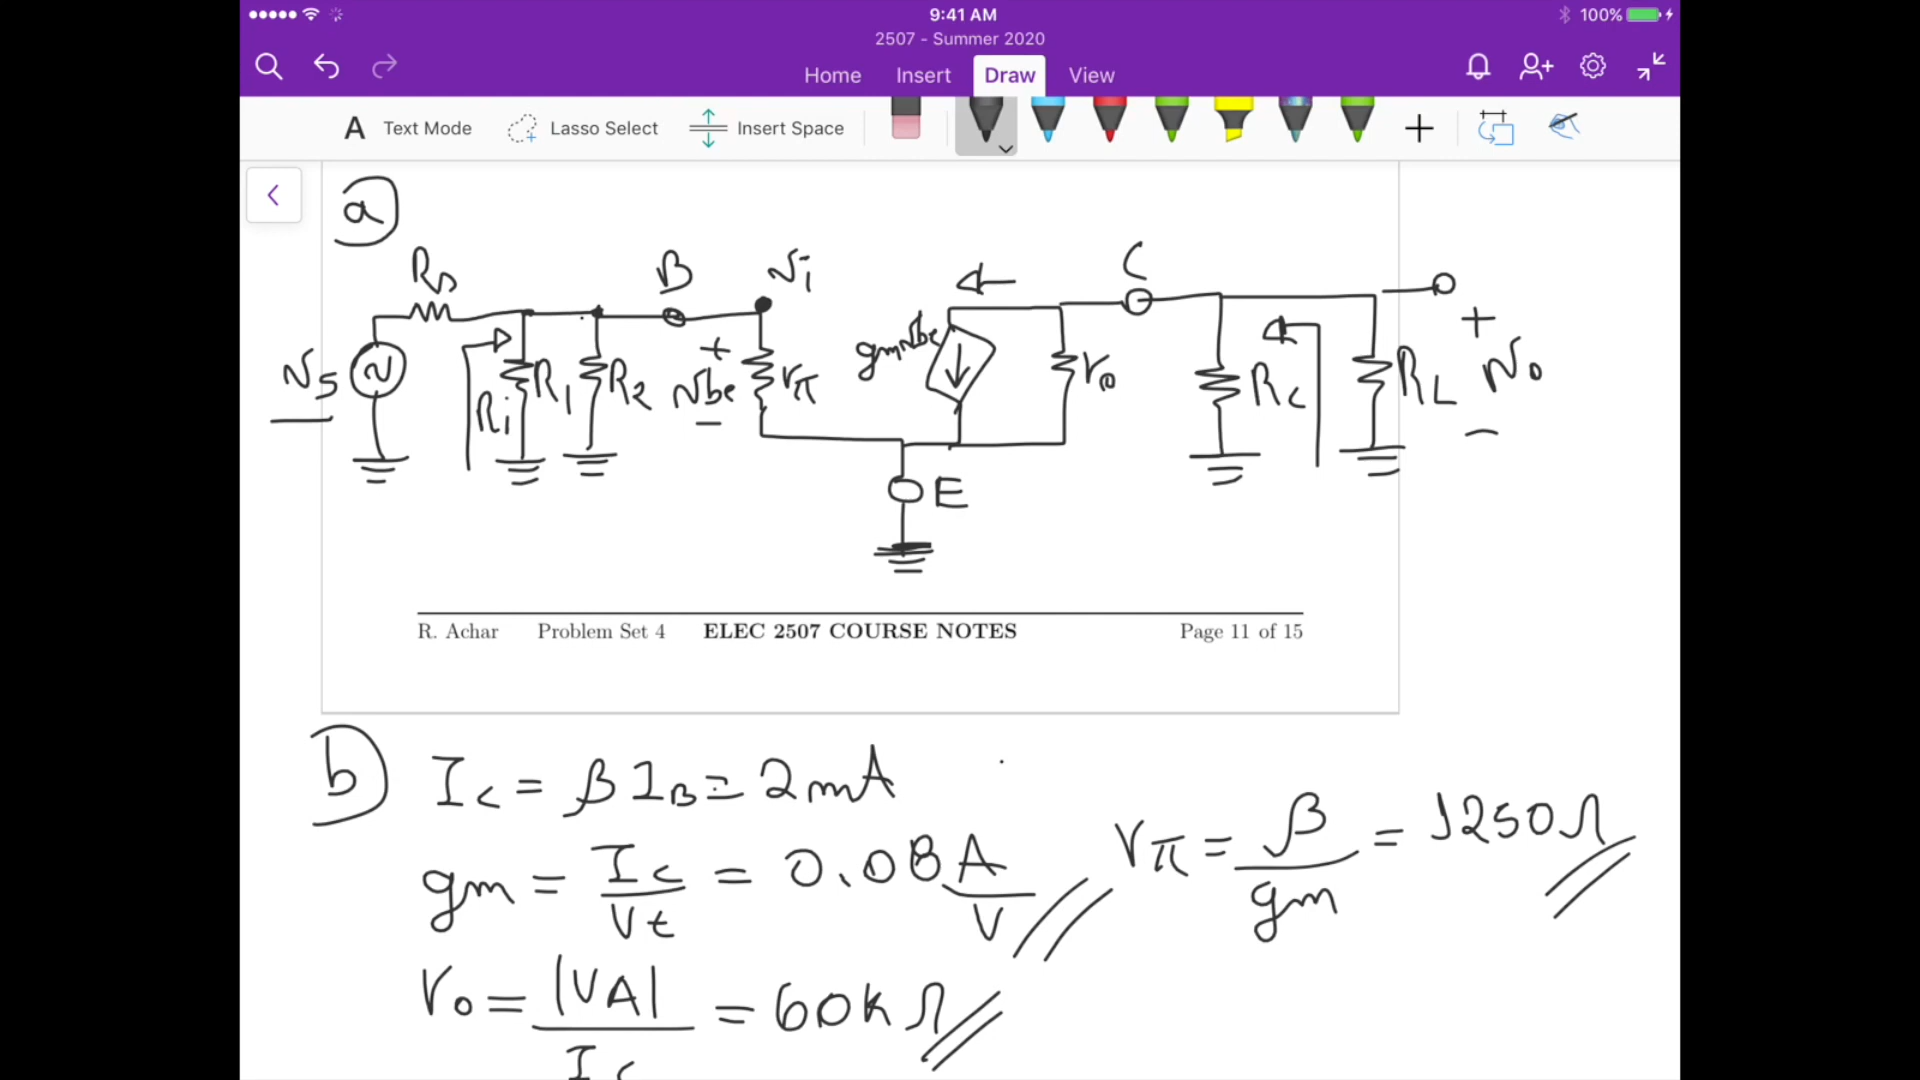 9:41 AM
100%
2507 - Summer 2020
Home Insert Draw View
A Text Mode Lasso Select Insert Space
a
Rs B vi C
vs Ri R1 R2 + vbe − rπ gmvbe ro RC RL + vo −
E
R. Achar Problem Set 4 ELEC 2507 COURSE NOTES Page 11 of 15
b IC = βIB = 2mA
gm = IC/Vt = 0.08 A/V rπ = β/gm = 1250Ω
ro = |VA|/IC = 60kΩ